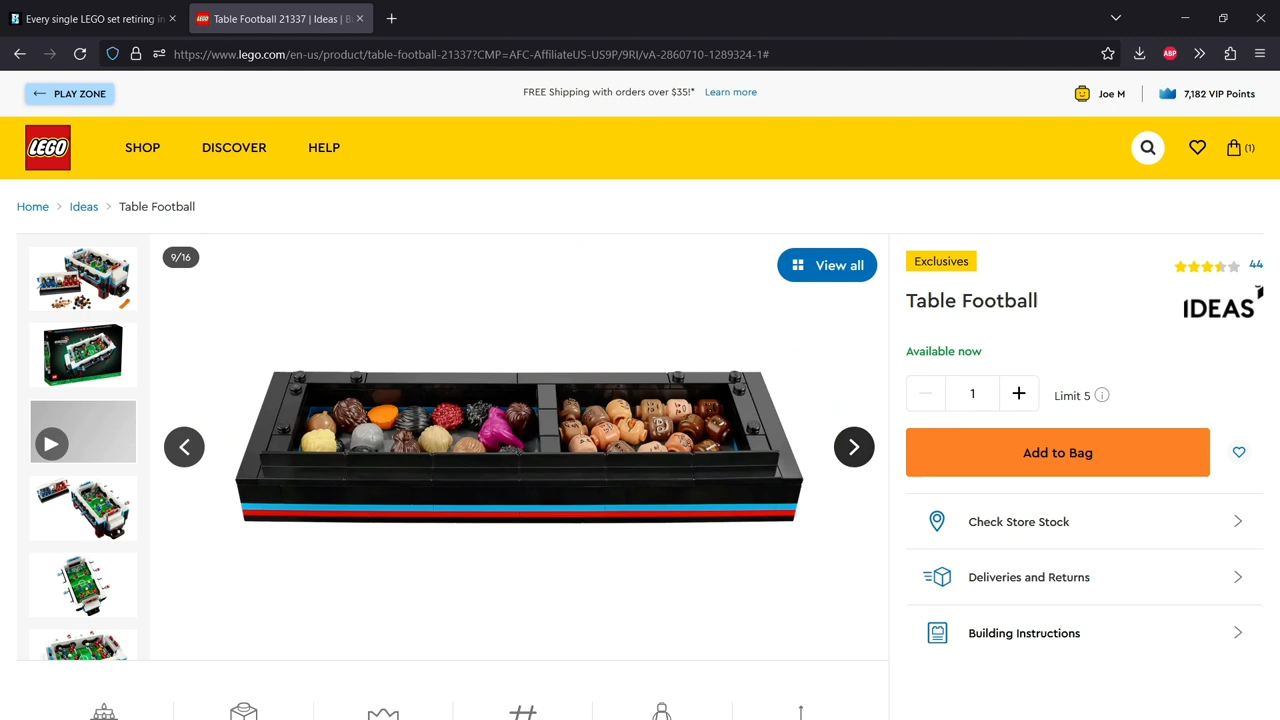 Every single LEGO set retiring in
Table Football 21337 | Ideas | B
https://www.lego.com/en-us/product/table-football-21337?CMP=AFC-AffiliateUS-US9P/9RI/vA-2860710-1289324-1#
ABP
PLAY ZONE
FREE Shipping with orders over $35!* Learn more
Joe M
7,182 VIP Points
LEGO
SHOP
DISCOVER
HELP
(1)
Home > Ideas > Table Football
9/16
View all
Exclusives
44
Table Football
IDEAS
Available now
1
Limit 5
Add to Bag
Check Store Stock
Deliveries and Returns
Building Instructions
#